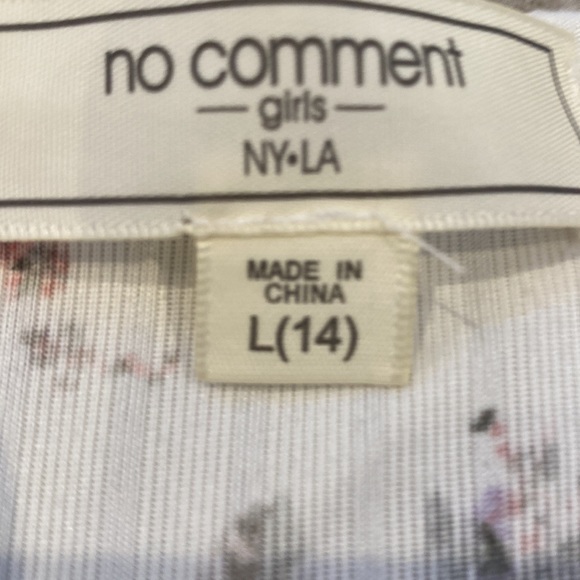 no comment
girls
NY•LA
MADE IN
CHINA
L(14)